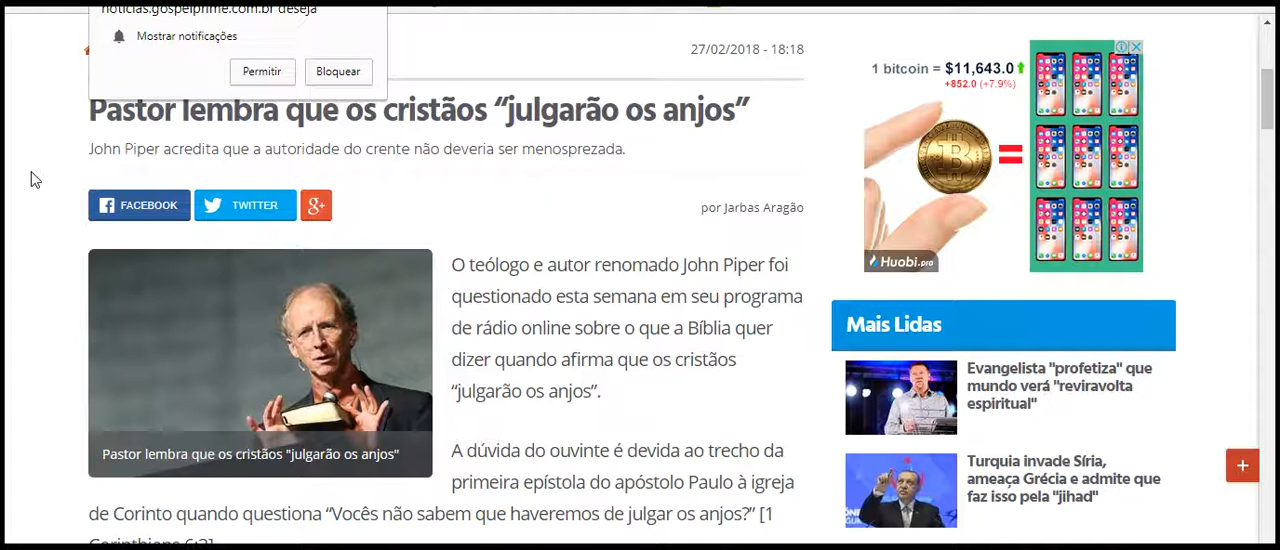 noticias.gospelprime.com.br deseja
Mostrar notificações
Permitir
Bloquear
27/02/2018 - 18:18
Pastor lembra que os cristãos “julgarão os anjos”
John Piper acredita que a autoridade do crente não deveria ser menosprezada.
FACEBOOK
TWITTER
g+
por Jarbas Aragão
Pastor lembra que os cristãos "julgarão os anjos"
O teólogo e autor renomado John Piper foi
questionado esta semana em seu programa
de rádio online sobre o que a Bíblia quer
dizer quando afirma que os cristãos
“julgarão os anjos”.
A dúvida do ouvinte é devida ao trecho da
primeira epístola do apóstolo Paulo à igreja
de Corinto quando questiona “Vocês não sabem que haveremos de julgar os anjos?” [1
Corinthians 6:3]
1 bitcoin = $11,643.0
+852.0 (+7.9%)
=
Huobi.pro
Mais Lidas
Evangelista "profetiza" que
mundo verá "reviravolta
espiritual"
Turquia invade Síria,
ameaça Grécia e admite que
faz isso pela "jihad"
+